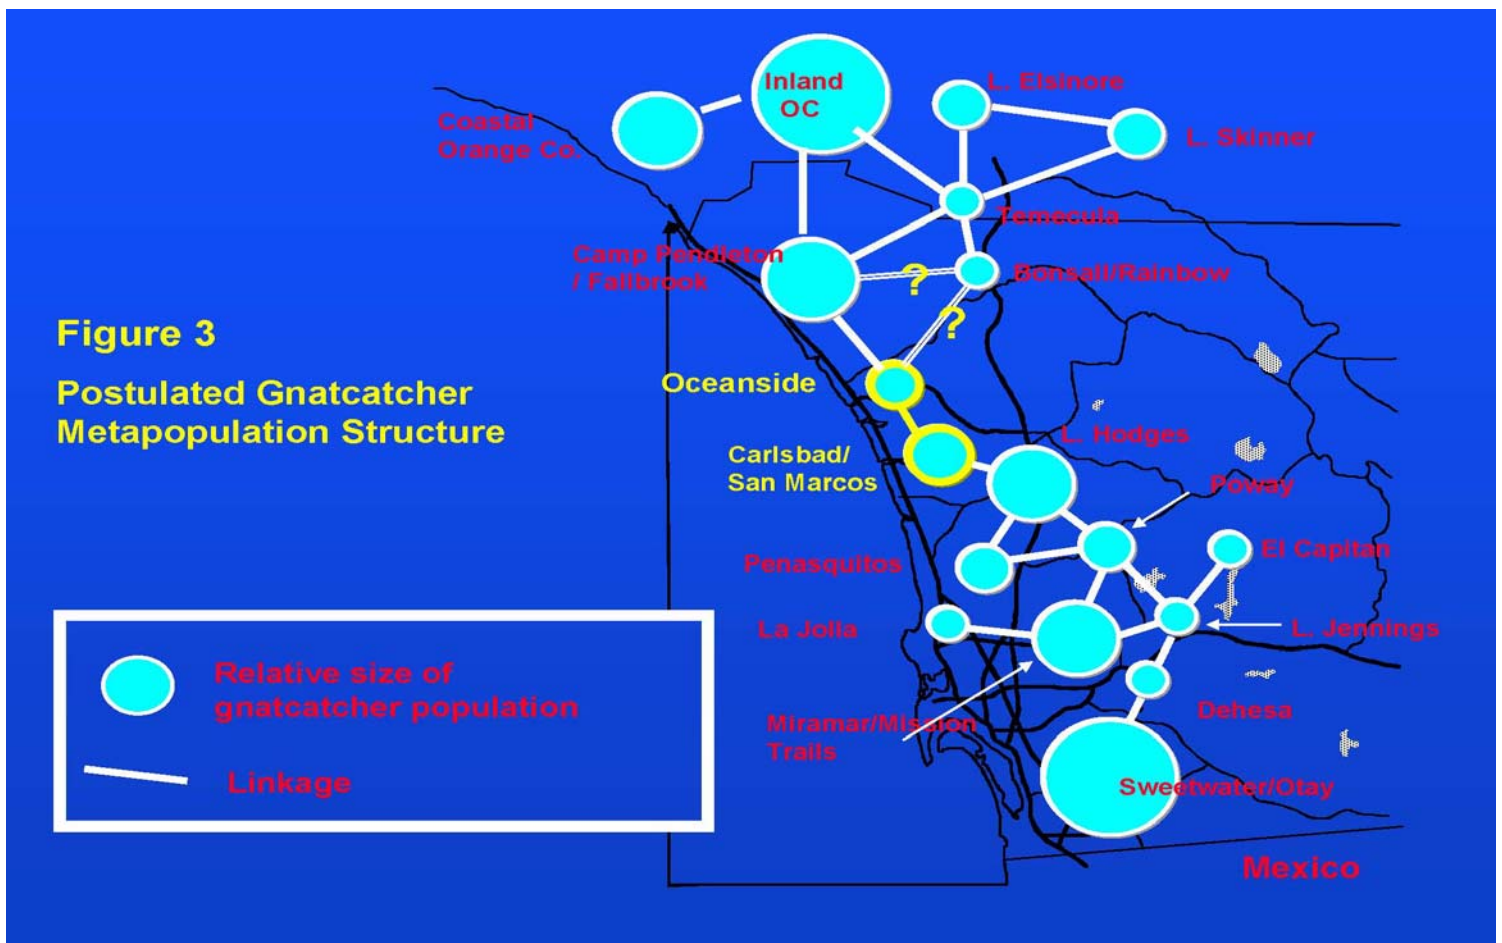 Inland
OC
L. Elsinore
Coastal
Orange Co.
L. Skinner
Temecula
Camp Pendleton
/ Fallbrook
?
Bonsall/Rainbow
?
Figure 3
Postulated Gnatcatcher
Metapopulation Structure
Oceanside
L. Hodges
Carlsbad/
San Marcos
Poway
Penasquitos
El Capitan
La Jolla
L. Jennings
Relative size of
gnatcatcher population
Linkage
Dehesa
Miramar/Mission
Trails
Sweetwater/Otay
Mexico